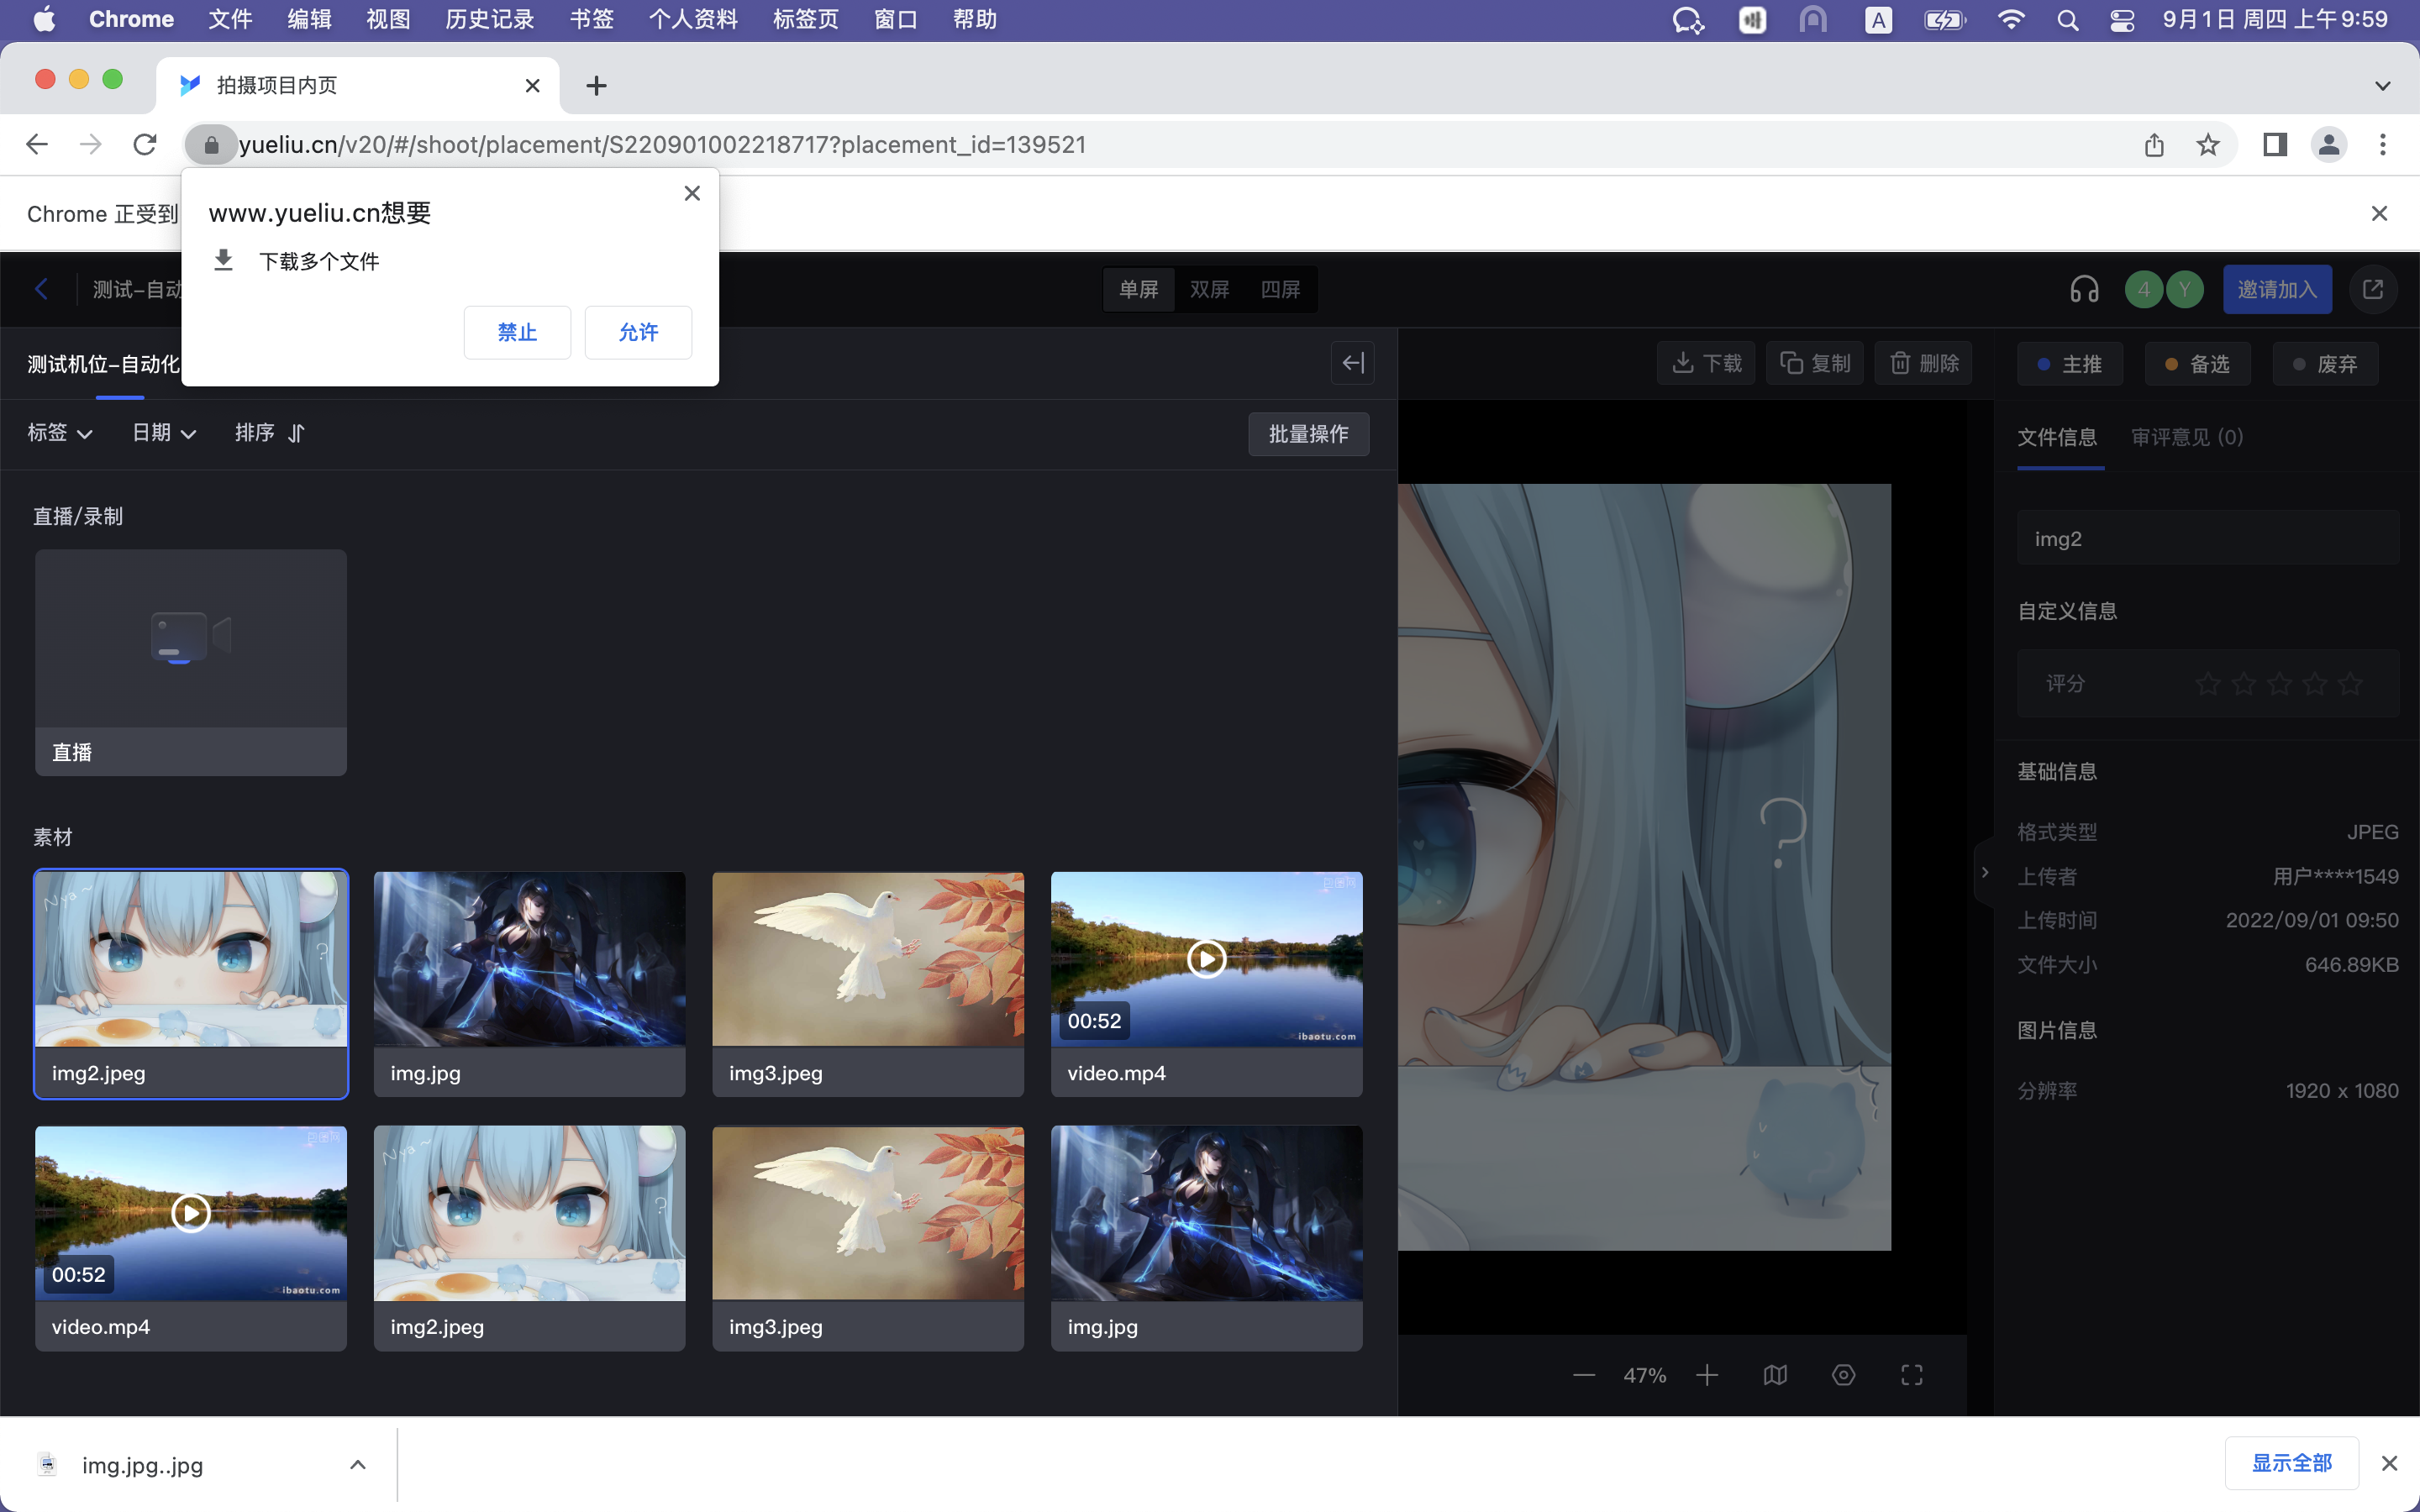 Chrome 文件 编辑 视图 历史记录 书签 个人资料 标签页 窗口 帮助 A 9月1日 周四 上午9:59
拍摄项目内页
yueliu.cn/v20/#/shoot/placement/S220901002218717?placement_id=139521
Chrome 正受到
www.yueliu.cn想要
下载多个文件
禁止 允许
测试-自动 单屏 双屏 四屏 4 Y 邀请加入
测试机位-自动化 下载 复制 删除 主推 备选 废弃
标签 日期 排序 批量操作
文件信息 审评意见 (0)
直播/录制
img2
自定义信息
评分
直播
基础信息
素材
格式类型 JPEG
上传者 用户****1549
上传时间 2022/09/01 09:50
文件大小 646.89KB
图片信息
分辨率 1920 x 1080
Nya ~
?
00:52
ibaotu.com
img2.jpeg img.jpg img3.jpeg video.mp4
00:52
ibaotu.com
Nya ~
?
video.mp4 img2.jpeg img3.jpeg img.jpg
?
47%
img.jpg..jpg 显示全部